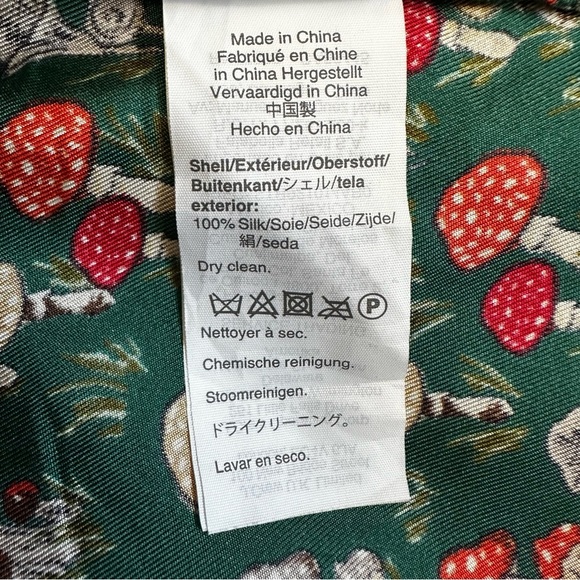 Made in China
Fabriqué en Chine
in China Hergestellt
Vervaardigd in China
中国製
Hecho en China
Shell/Extérieur/Oberstoff/
Buitenkant/シェル/tela
exterior:
100% Silk/Soie/Seide/Zijde/
絹/seda
Dry clean.
P
Nettoyer à sec.
Chemische reinigung.
Stoomreinigen.
ドライクリーニング。
Lavar en seco.